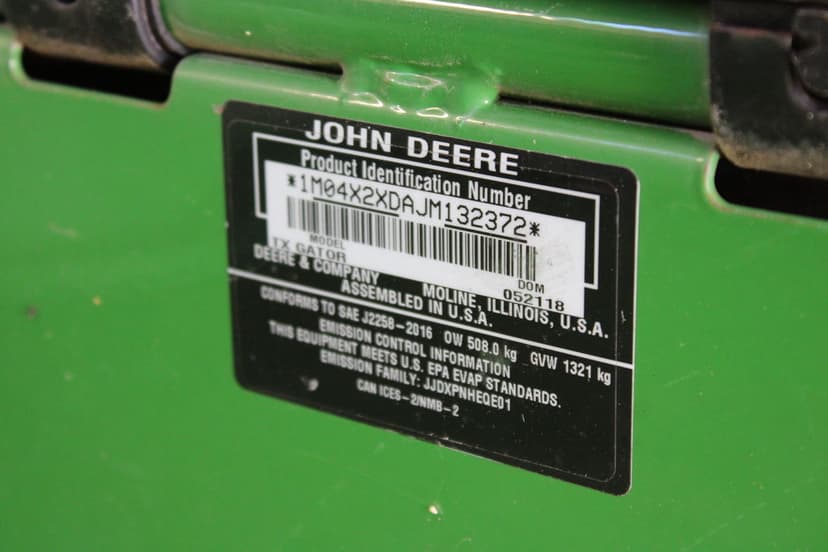 JOHN DEERE
Product Identification Number
*1M04X2XDAJM132372*
MODEL
TX GATOR
DOM
052118
DEERE & COMPANY MOLINE, ILLINOIS, U.S.A.
ASSEMBLED IN U.S.A.
CONFORMS TO SAE J2258-2016 OW 508.0 kg GVW 1321 kg
EMISSION CONTROL INFORMATION
THIS EQUIPMENT MEETS U.S. EPA EVAP STANDARDS.
EMISSION FAMILY: JJDXPNHEQE01
CAN ICES-2/NMB-2